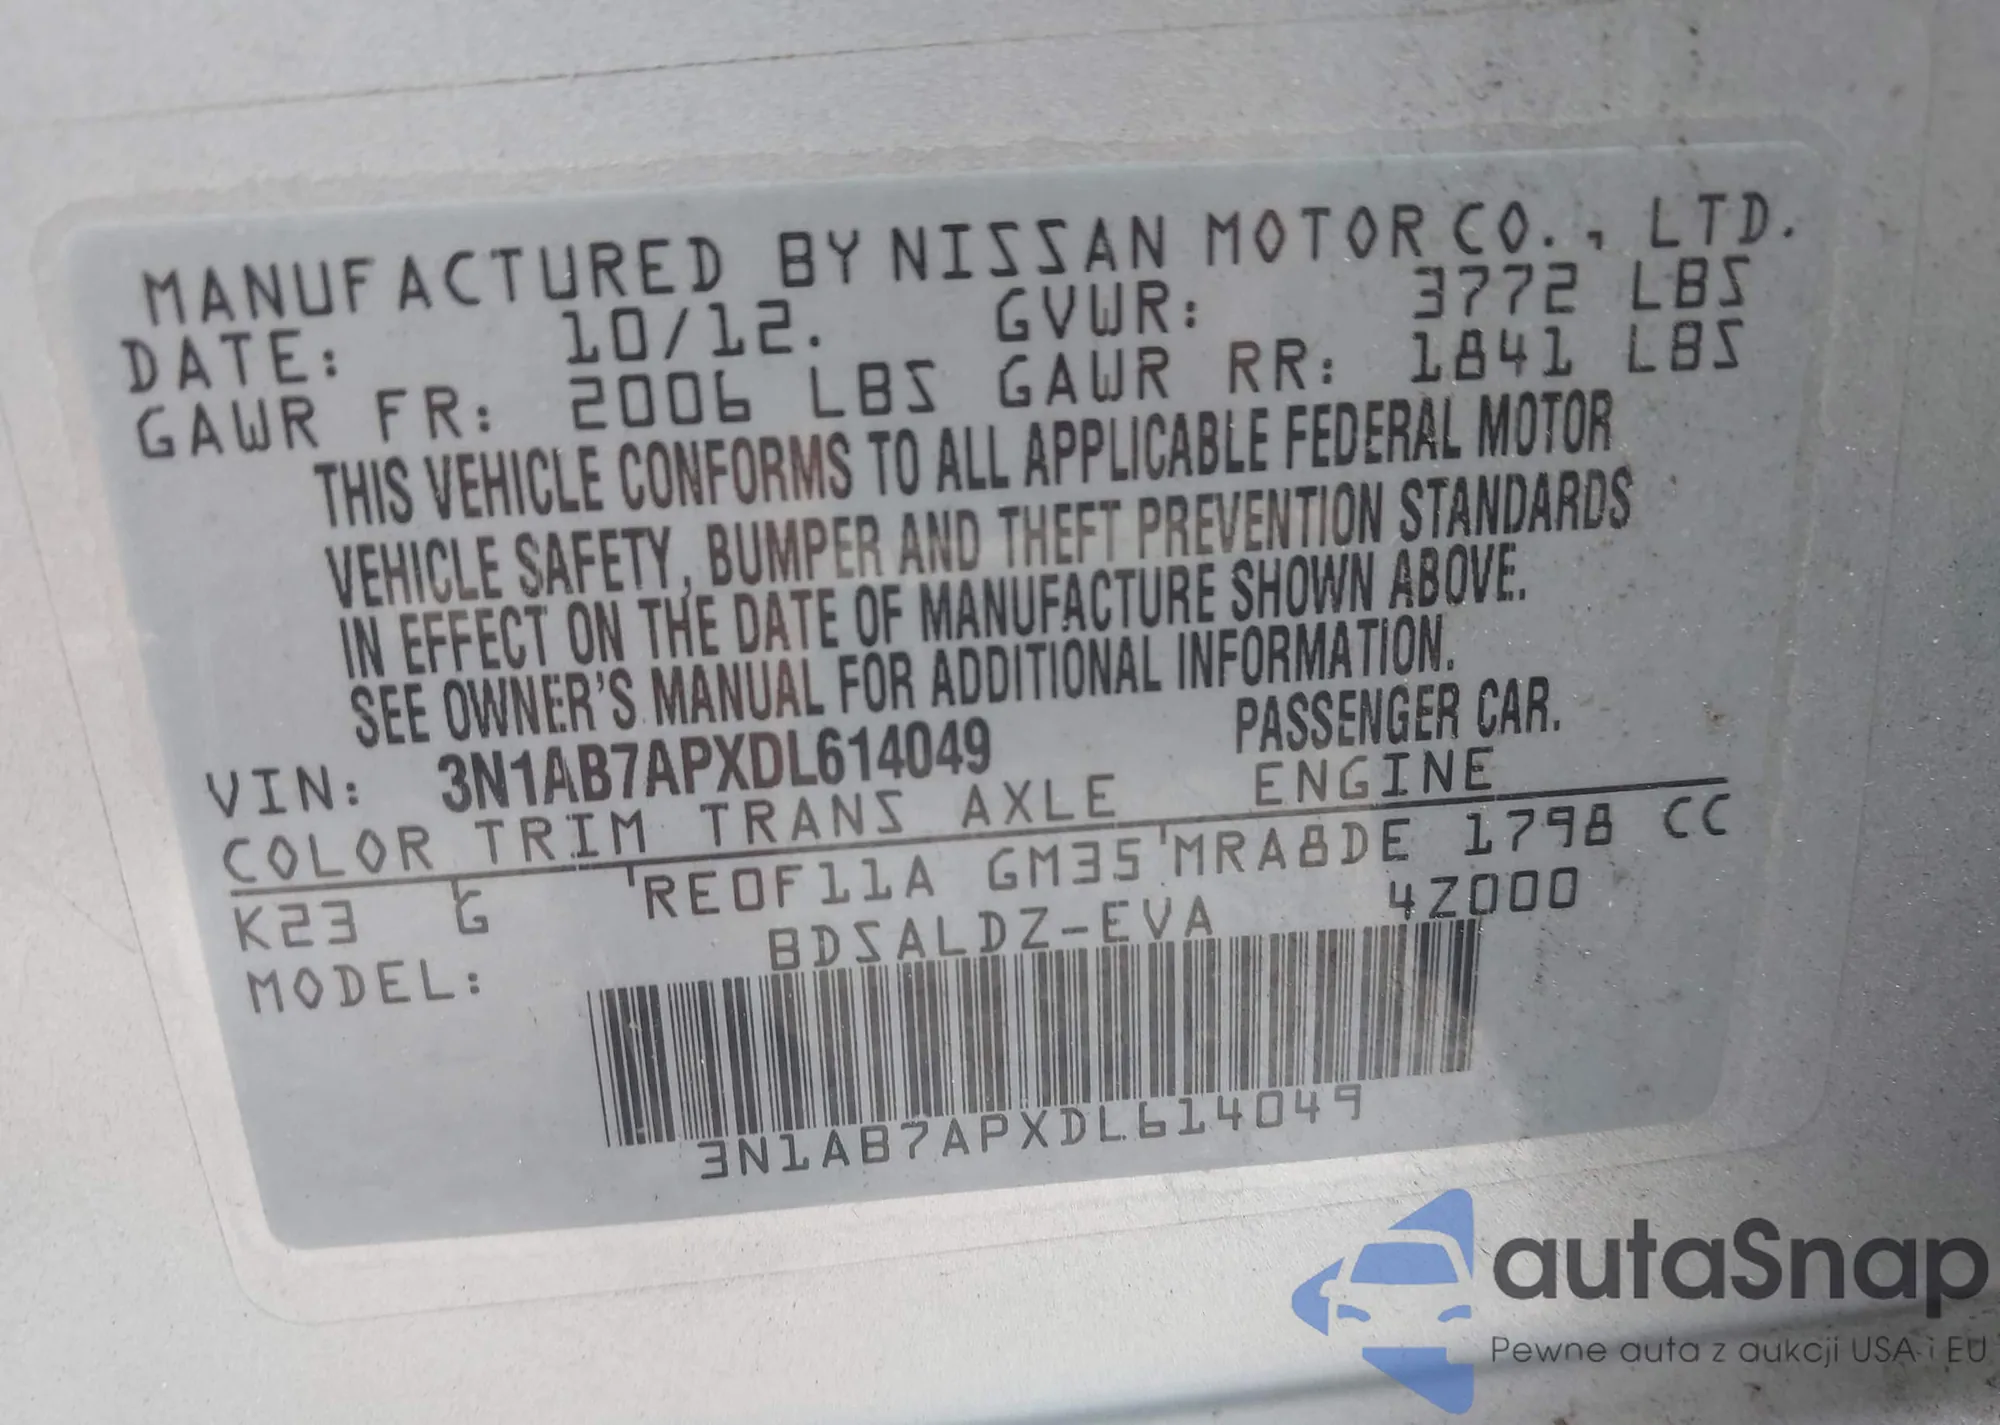 MANUFACTURED BY NISSAN MOTOR CO., LTD.
DATE: 10/12. GVWR: 3772 LBS
GAWR FR: 2006 LBS GAWR RR: 1841 LBS
THIS VEHICLE CONFORMS TO ALL APPLICABLE FEDERAL MOTOR
VEHICLE SAFETY, BUMPER AND THEFT PREVENTION STANDARDS
IN EFFECT ON THE DATE OF MANUFACTURE SHOWN ABOVE.
SEE OWNER'S MANUAL FOR ADDITIONAL INFORMATION.
VIN: 3N1AB7APXDL614049 PASSENGER CAR.
COLOR TRIM TRANS AXLE ENGINE
K23 G RE0F11A GM35 MRA8DE 1798 CC
MODEL: BDSALDZ-EVA 4Z000
3N1AB7APXDL614049
autaSnap
Pewne auta z aukcji USA i EU